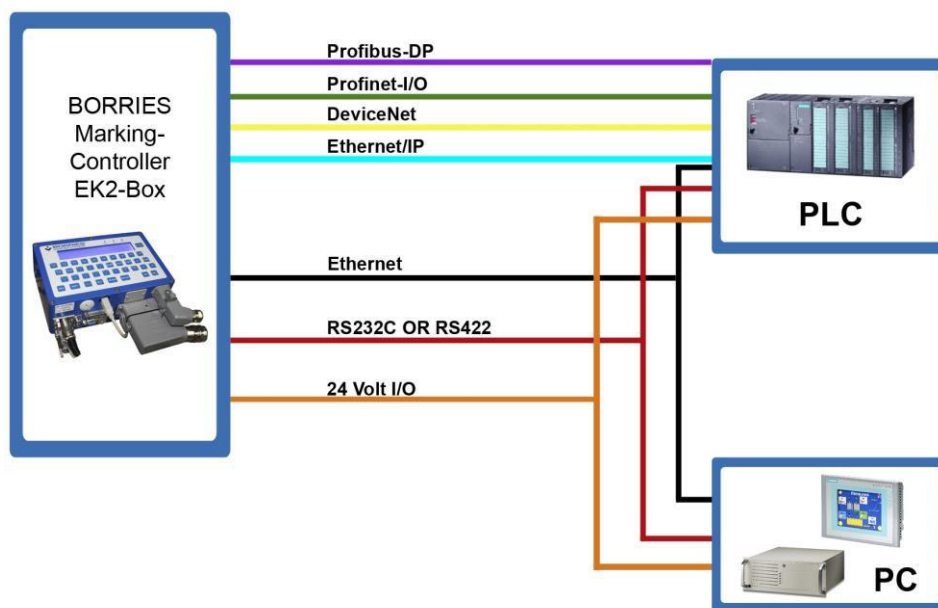 BORRIES
Marking-
Controller
EK2-Box
Profibus-DP
Profinet-I/O
DeviceNet
Ethernet/IP
Ethernet
RS232C OR RS422
24 Volt I/O
PLC
PC